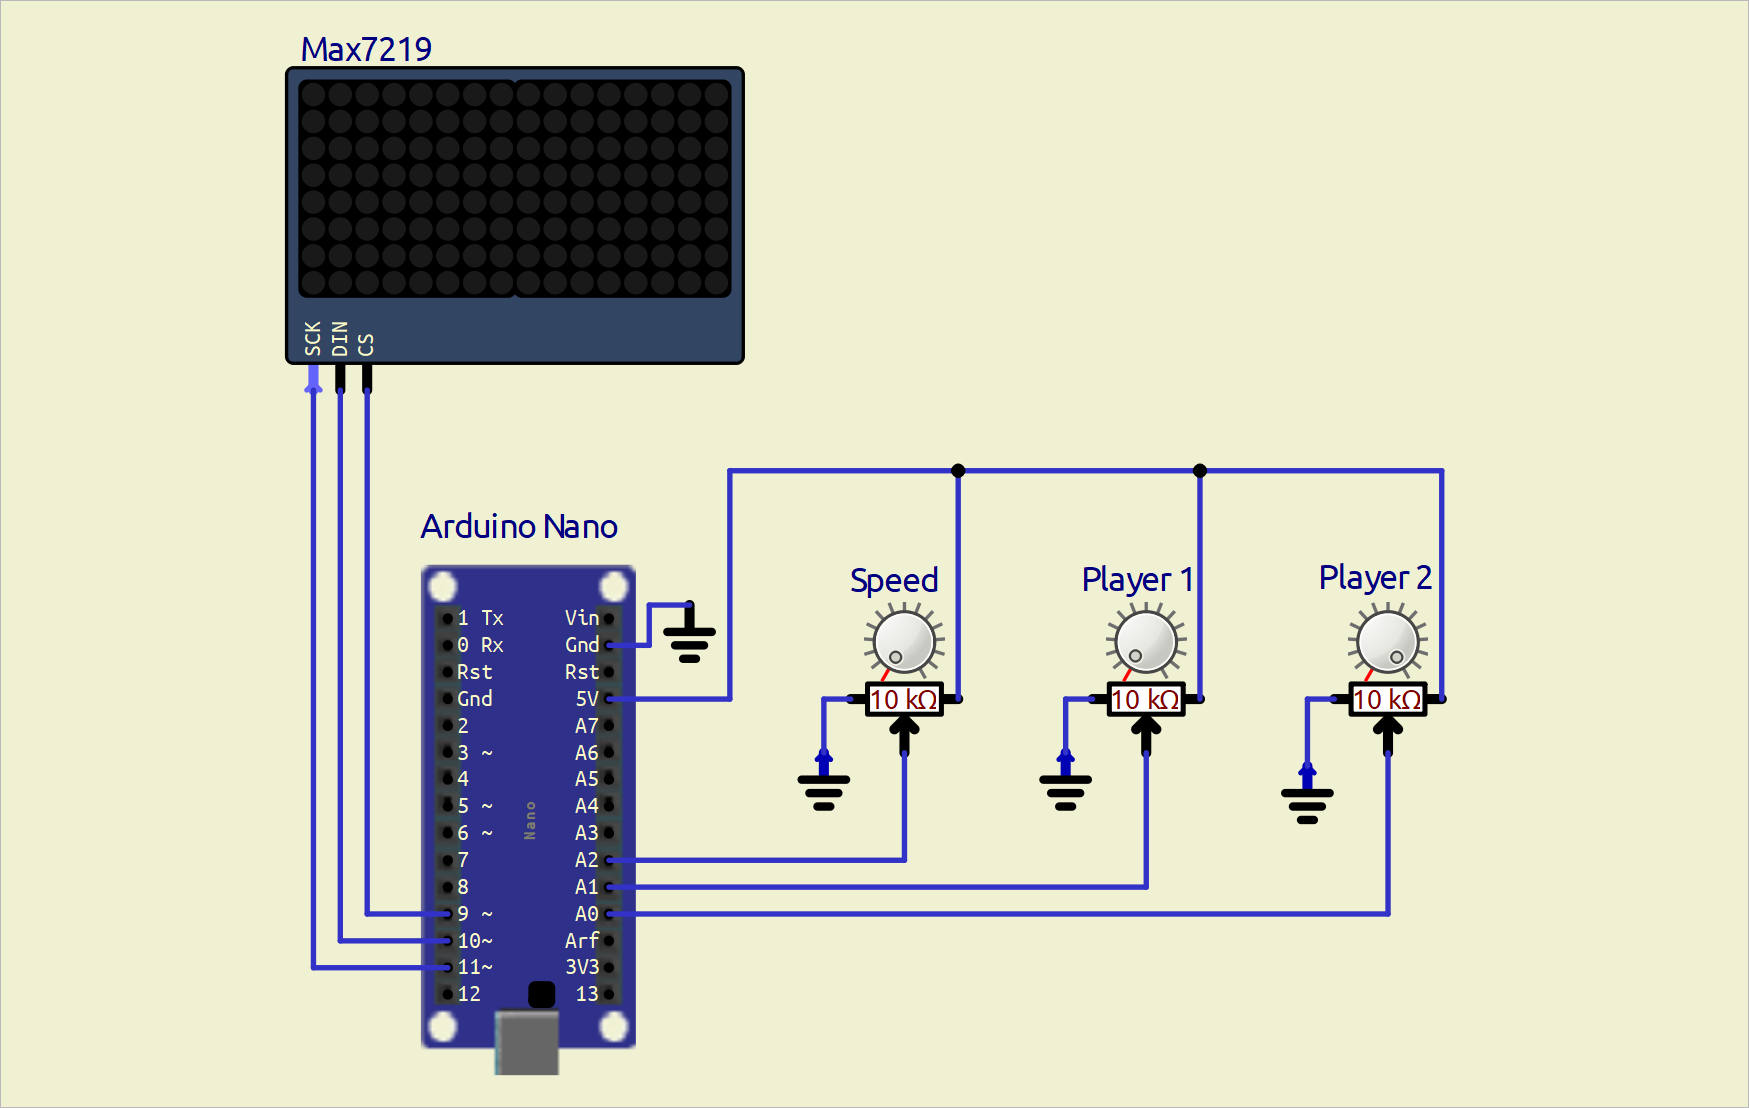 Max7219
SCK
DIN
CS
Arduino Nano
Speed
Player 1
Player 2
1 Tx
Vin
0 Rx
Gnd
Rst
Rst
Gnd
5V
2
A7
3 ~
A6
4
A5
5 ~
A4
6 ~
A3
7
A2
8
A1
9 ~
A0
10~
Arf
11~
3V3
12
13
Nano
10 kΩ
10 kΩ
10 kΩ